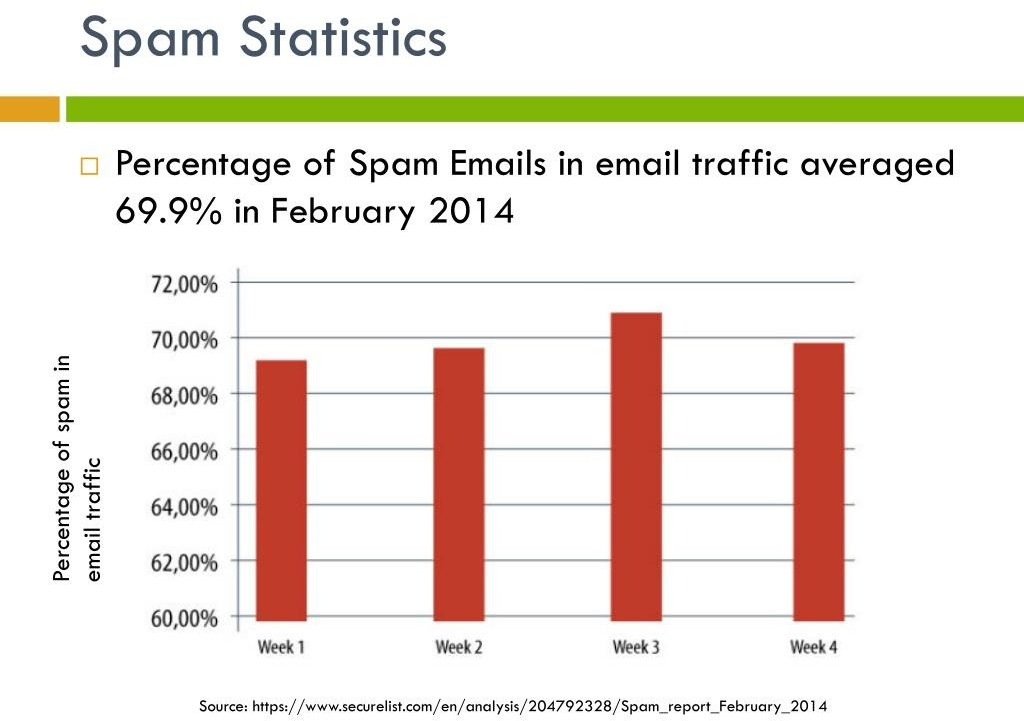 Spam Statistics
Percentage of Spam Emails in email traffic averaged
69.9% in February 2014
72,00%
70,00%
68,00%
66,00%
64,00%
62,00%
60,00%
Percentage of spam in
email traffic
Week 1
Week 2
Week 3
Week 4
Source: https://www.securelist.com/en/analysis/204792328/Spam_report_February_2014